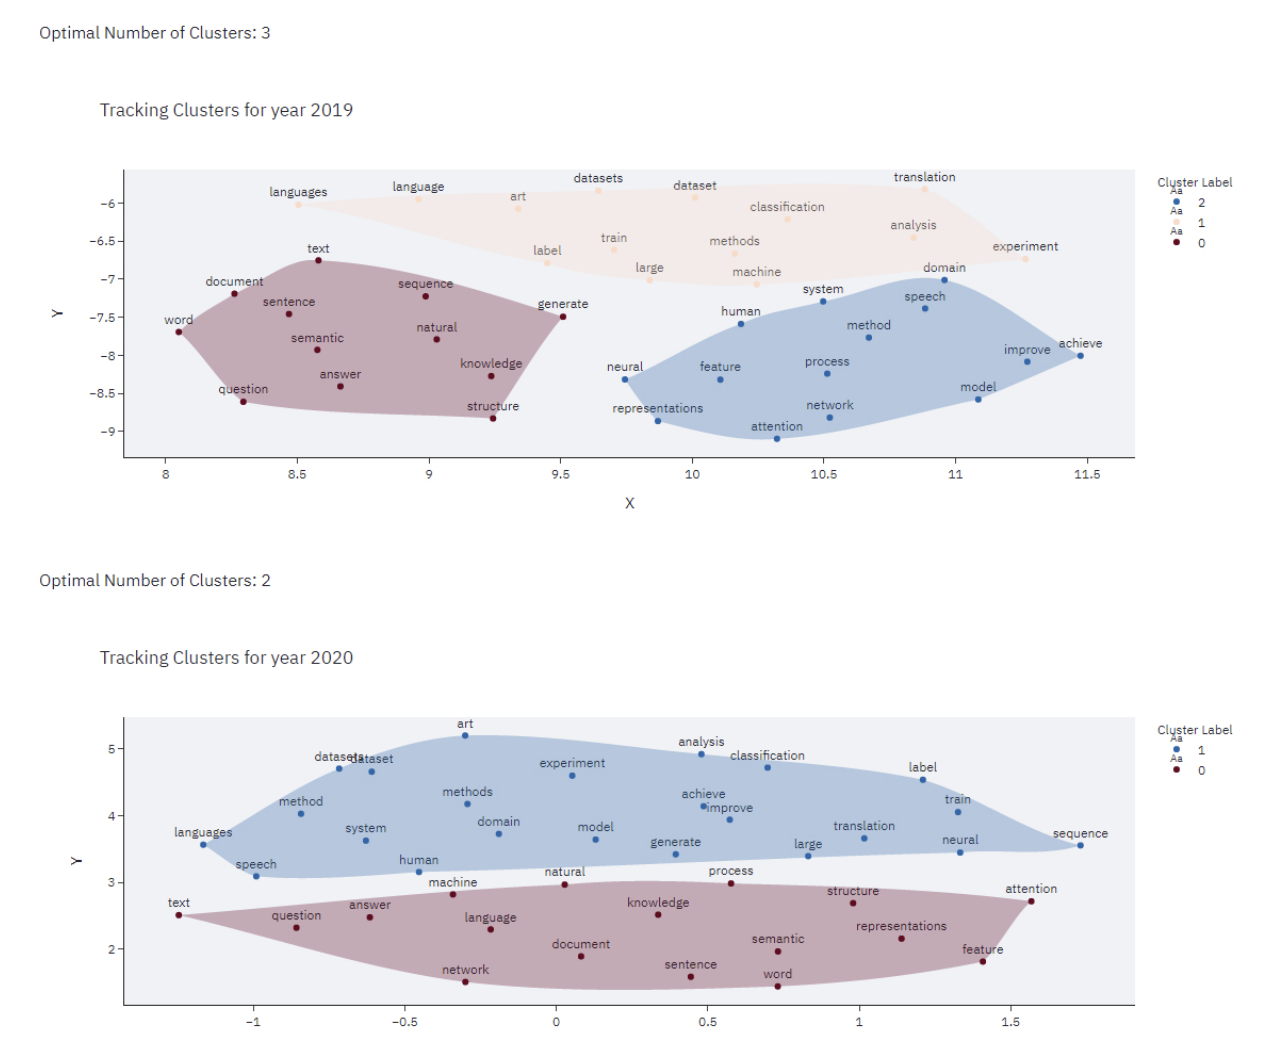 Optimal Number of Clusters: 3
Tracking Clusters for year 2019
Cluster Label
Aa
2
Aa
1
Aa
0
translation
datasets
dataset
language
languages
art
classification
analysis
train
methods
experiment
label
text
large
machine
domain
document
sequence
system
speech
sentence
generate
human
word
natural
method
semantic
improve
achieve
knowledge
neural
feature
process
answer
question
model
structure
representations
network
attention
−6
−6.5
−7
−7.5
−8
−8.5
−9
Y
8
8.5
9
9.5
10
10.5
11
11.5
X
Optimal Number of Clusters: 2
Tracking Clusters for year 2020
Cluster Label
Aa
1
Aa
0
art
analysis
datasets
dataset
classification
experiment
label
methods
achieve
method
train
improve
system
domain
model
translation
languages
sequence
generate
large
neural
speech
human
natural
process
machine
structure
attention
text
answer
knowledge
question
language
representations
document
semantic
feature
network
sentence
word
5
4
3
2
Y
−1
−0.5
0
0.5
1
1.5